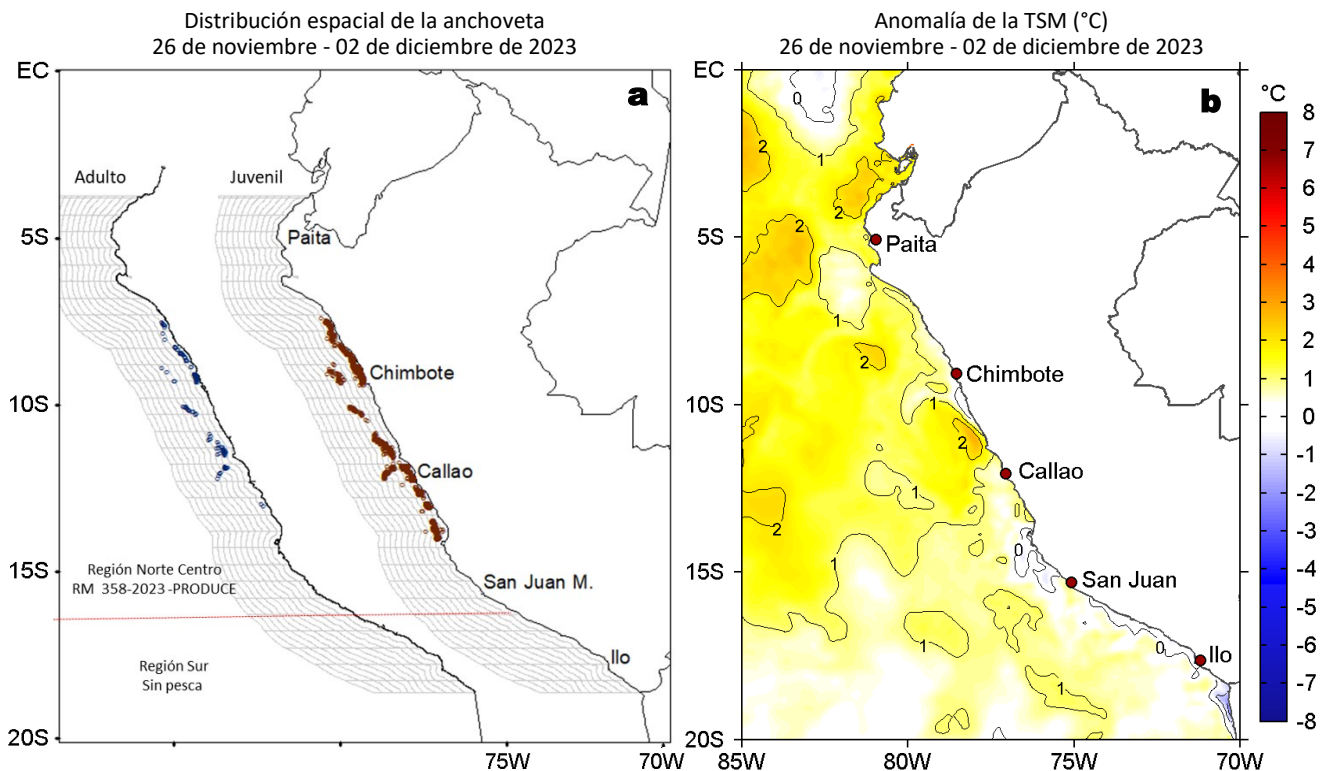 Distribución espacial de la anchoveta
26 de noviembre - 02 de diciembre de 2023
EC
5S
10S
15S
20S
75W
70W
a
Adulto
Juvenil
Paita
Chimbote
Callao
San Juan M.
Ilo
Región Norte Centro
RM 358-2023 -PRODUCE
Región Sur
Sin pesca
Anomalía de la TSM (°C)
26 de noviembre - 02 de diciembre de 2023
EC
5S
10S
15S
20S
85W
80W
75W
70W
b
0
2
1
2
2
Paita
1
2
Chimbote
1
2
Callao
1
2
1
0
San Juan
1
1
0
Ilo
1
°C
8
7
6
5
4
3
2
1
0
-1
-2
-3
-4
-5
-6
-7
-8